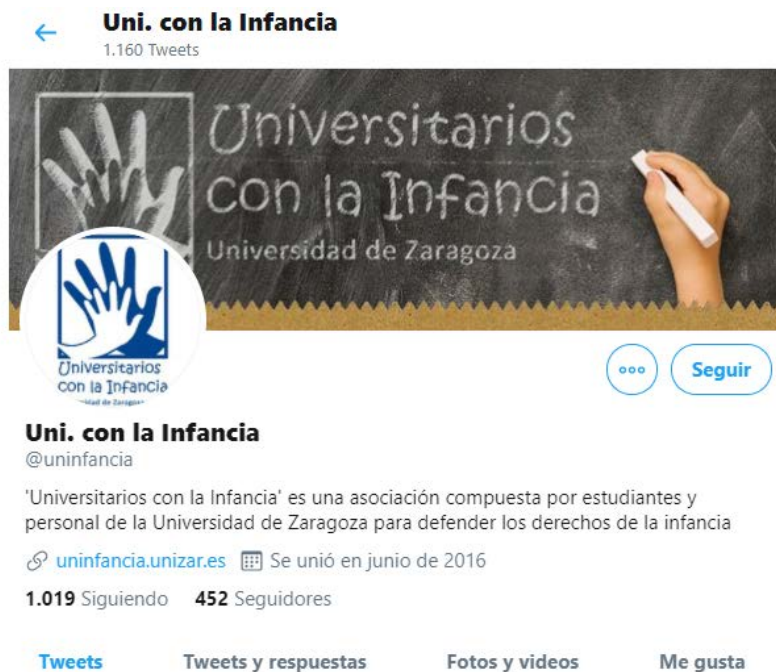 Uni. con la Infancia
1.160 Tweets
Universitarios
con la Infancia
Universidad de Zaragoza
Universitarios
con la Infancia
Seguir
Uni. con la Infancia
@uninfancia
'Universitarios con la Infancia' es una asociación compuesta por estudiantes y
personal de la Universidad de Zaragoza para defender los derechos de la infancia
uninfancia.unizar.es Se unió en junio de 2016
1.019 Siguiendo 452 Seguidores
Tweets Tweets y respuestas Fotos y videos Me gusta